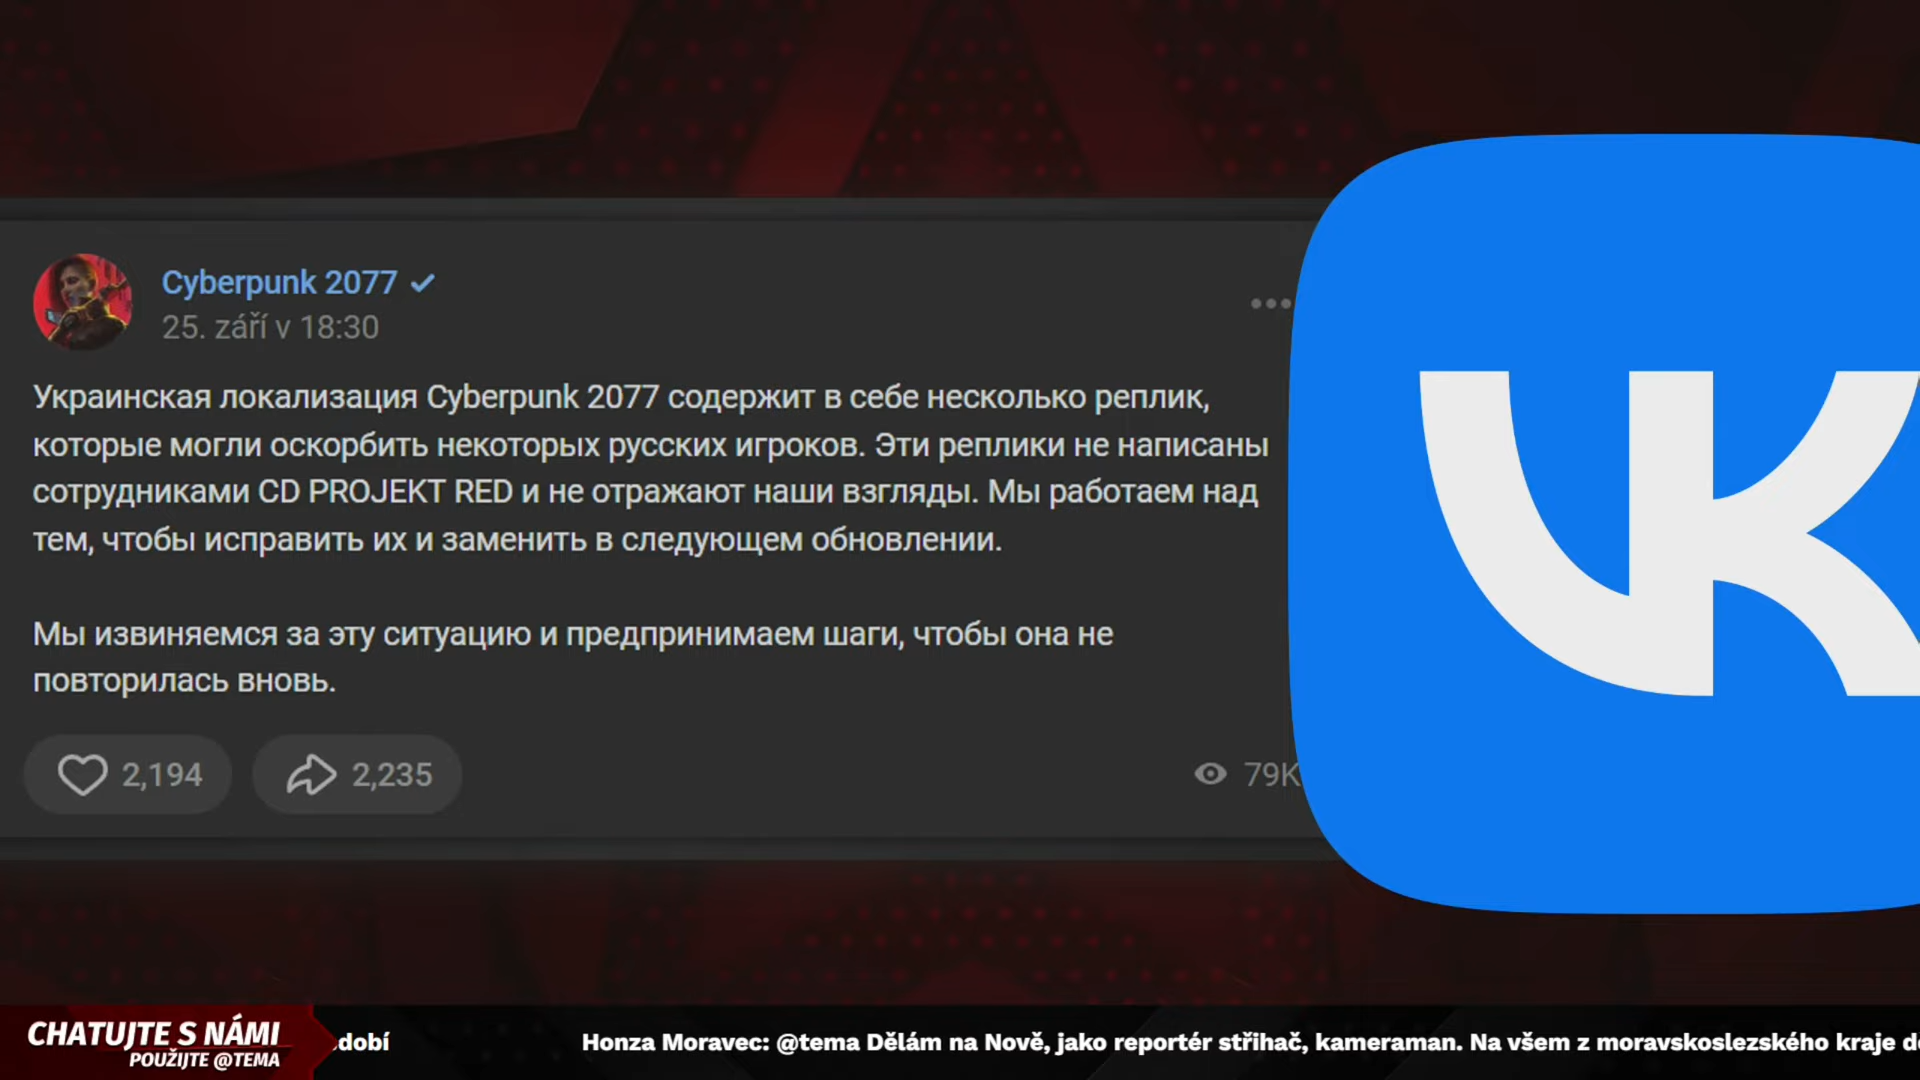 Cyberpunk 2077
25. září v 18:30
Украинская локализация Cyberpunk 2077 содержит в себе несколько реплик,
которые могли оскорбить некоторых русских игроков. Эти реплики не написаны
сотрудниками CD PROJEKT RED и не отражают наши взгляды. Мы работаем над
тем, чтобы исправить их и заменить в следующем обновлении.
Мы извиняемся за эту ситуацию и предпринимаем шаги, чтобы она не
повторилась вновь.
2,194 2,235 79K
VK
CHATUJTE S NÁMI
POUŽIJTE @TEMA
dobí Honza Moravec: @tema Dělám na Nově, jako reportér střihač, kameraman. Na všem z moravskoslezského kraje